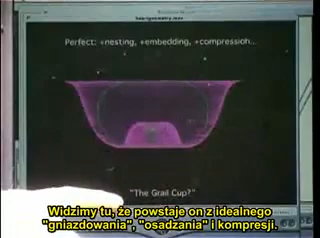 Perfect: +nesting, +embedding, +compression..
"The Grail Cup?"
Widzimy tu, że powstaje on z idealnego
"gniazdowania", "osadzania" i kompresji.